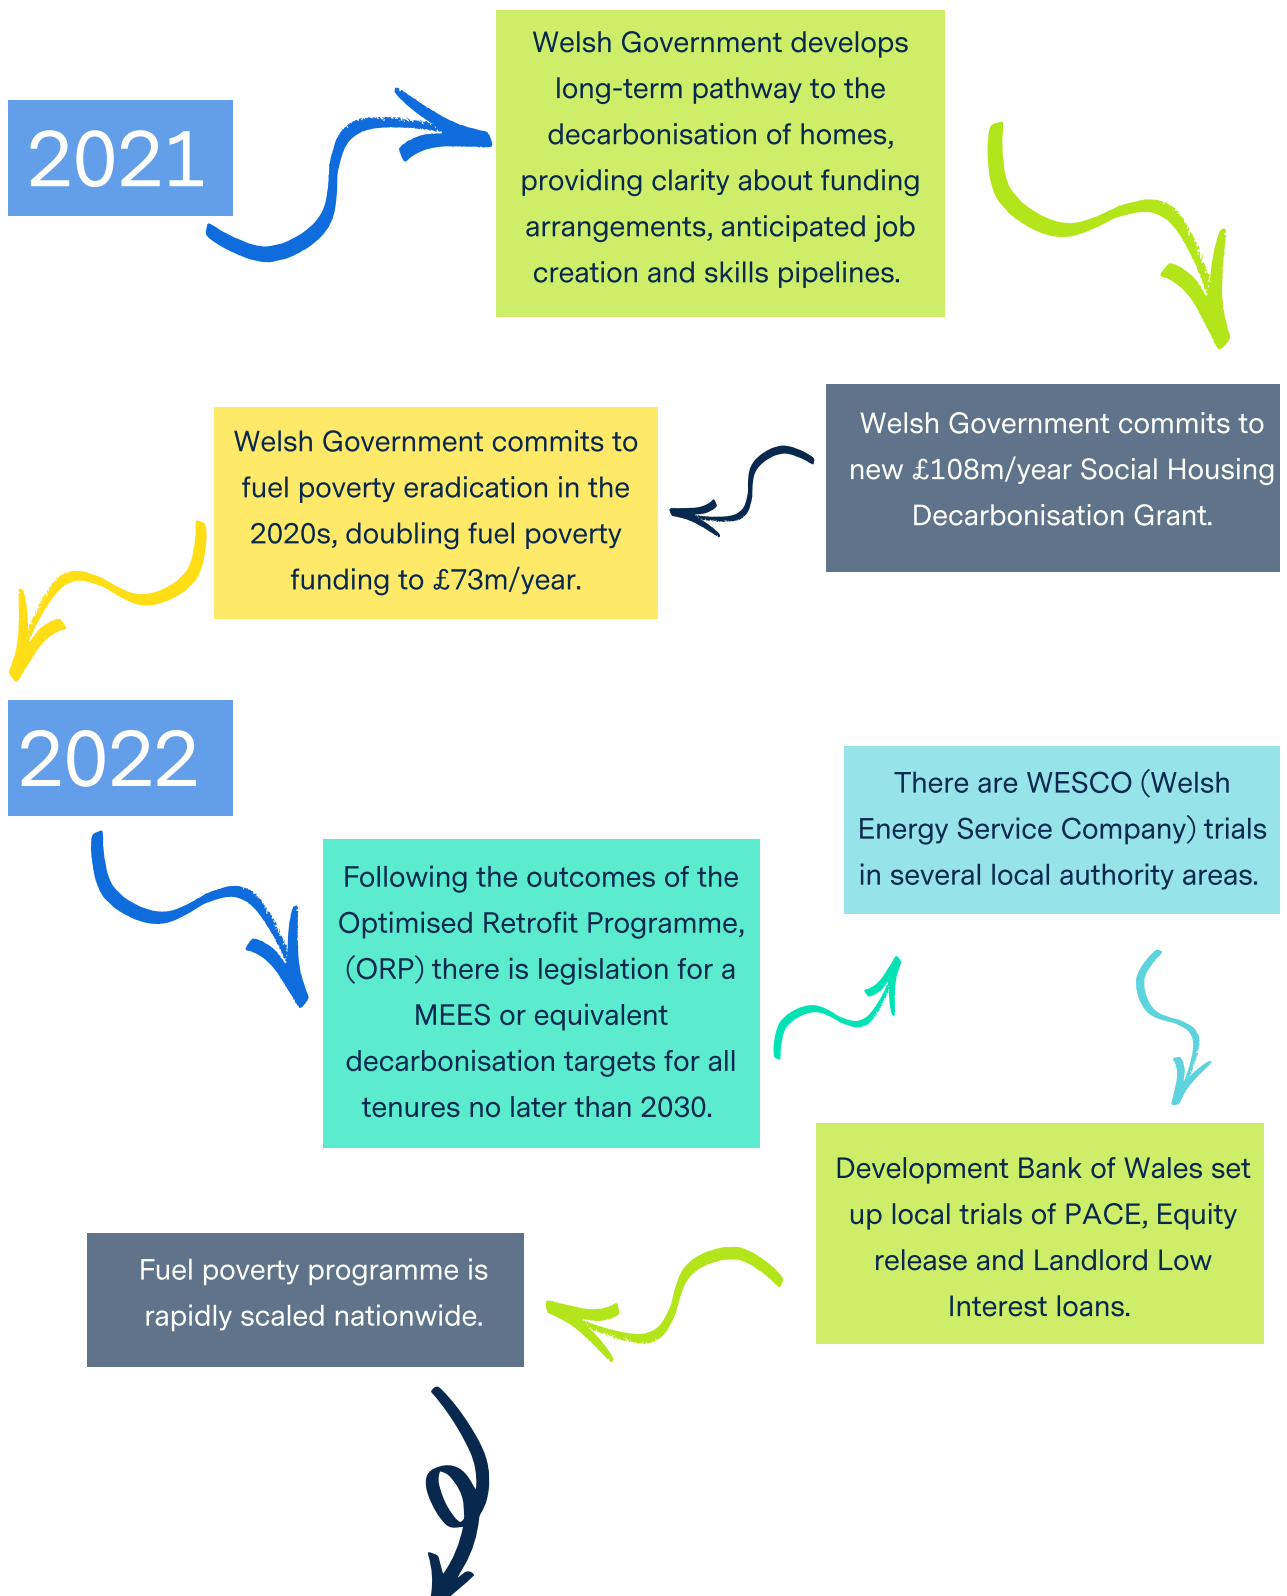 2021
Welsh Government develops
long-term pathway to the
decarbonisation of homes,
providing clarity about funding
arrangements, anticipated job
creation and skills pipelines.
Welsh Government commits to
new £108m/year Social Housing
Decarbonisation Grant.
Welsh Government commits to
fuel poverty eradication in the
2020s, doubling fuel poverty
funding to £73m/year.
2022
Following the outcomes of the
Optimised Retrofit Programme,
(ORP) there is legislation for a
MEES or equivalent
decarbonisation targets for all
tenures no later than 2030.
There are WESCO (Welsh
Energy Service Company) trials
in several local authority areas.
Development Bank of Wales set
up local trials of PACE, Equity
release and Landlord Low
Interest loans.
Fuel poverty programme is
rapidly scaled nationwide.